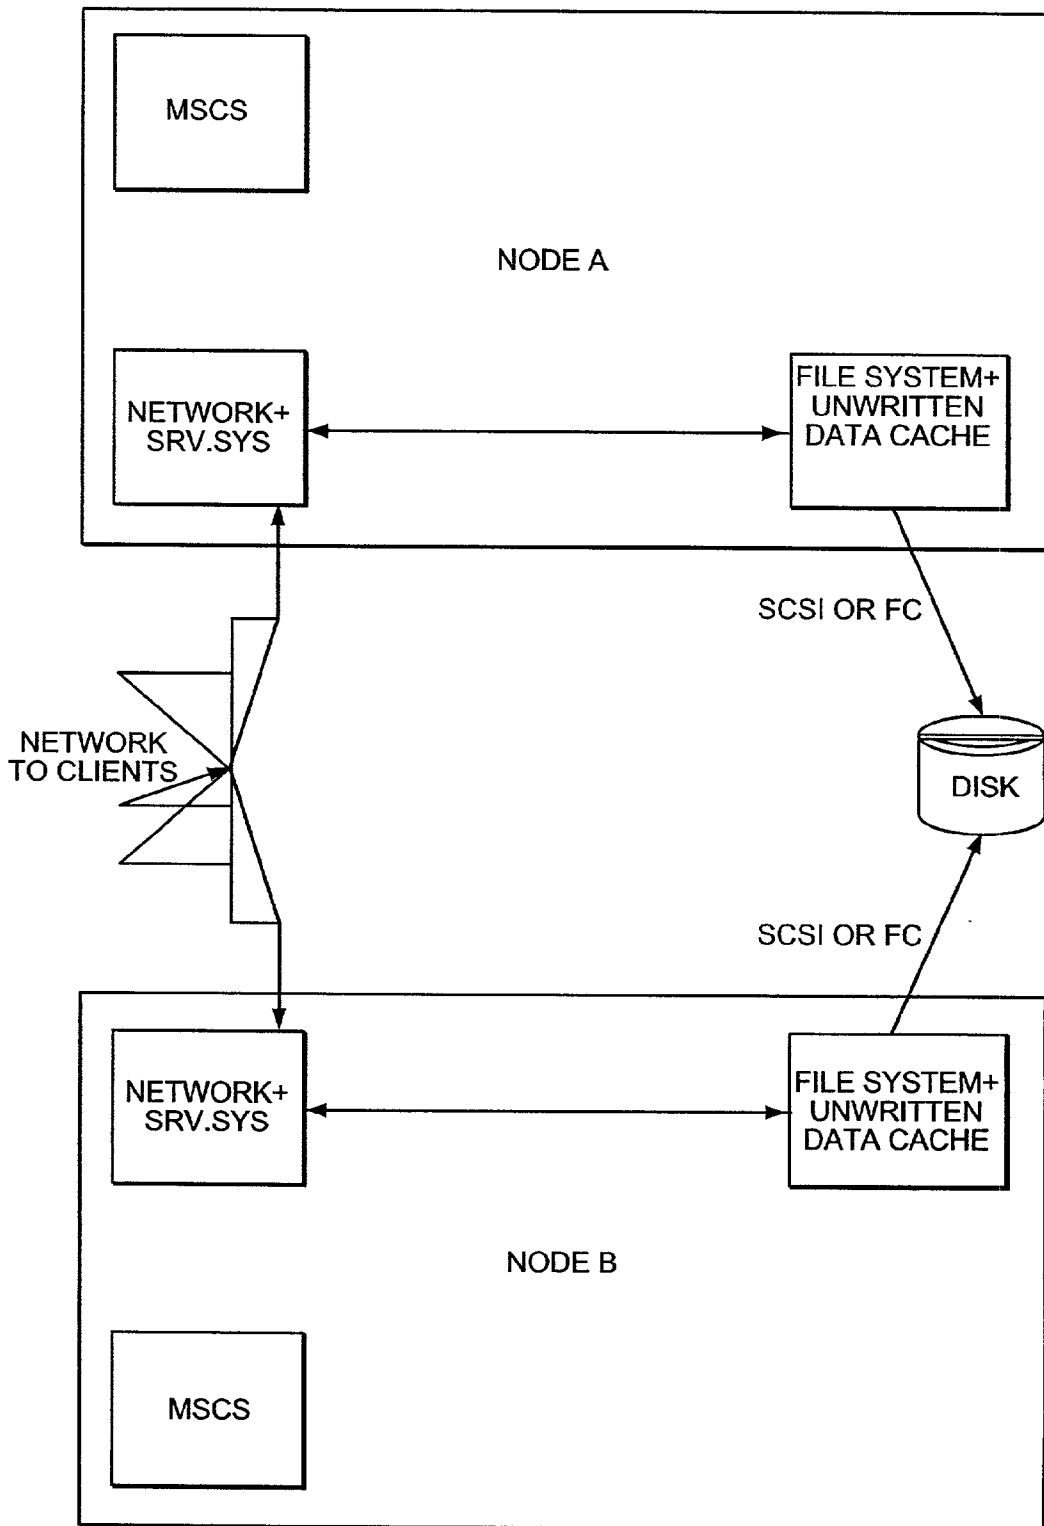 MSCS
NODE A
NETWORK+
SRV.SYS
FILE SYSTEM+
UNWRITTEN
DATA CACHE
SCSI OR FC
NETWORK
TO CLIENTS
DISK
SCSI OR FC
NETWORK+
SRV.SYS
FILE SYSTEM+
UNWRITTEN
DATA CACHE
NODE B
MSCS